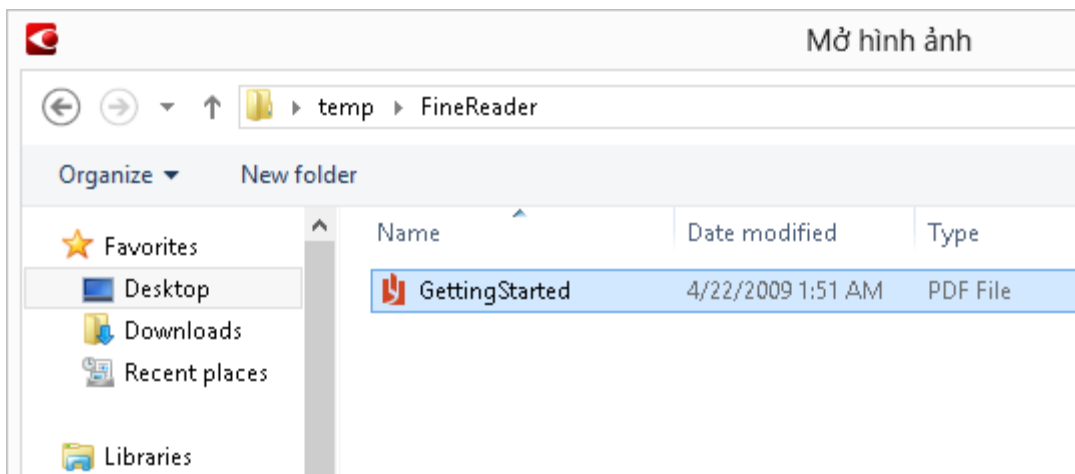 Mở hình ảnh
temp FineReader
Organize New folder
Name Date modified Type
Favorites
Desktop
GettingStarted 4/22/2009 1:51 AM PDF File
Downloads
Recent places
Libraries